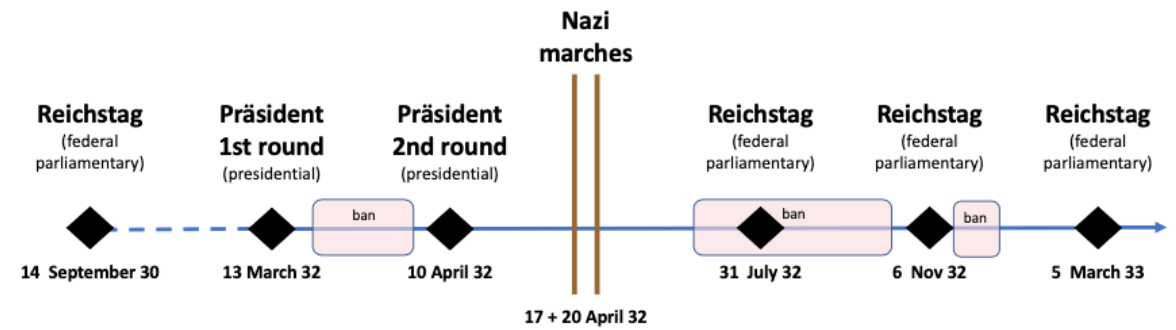 Nazi
marches
Reichstag
(federal
parliamentary)
Präsident
1st round
(presidential)
Präsident
2nd round
(presidential)
Reichstag
(federal
parliamentary)
Reichstag
(federal
parliamentary)
Reichstag
(federal
parliamentary)
ban
ban
ban
14 September 30
13 March 32
10 April 32
31 July 32
6 Nov 32
5 March 33
17 + 20 April 32